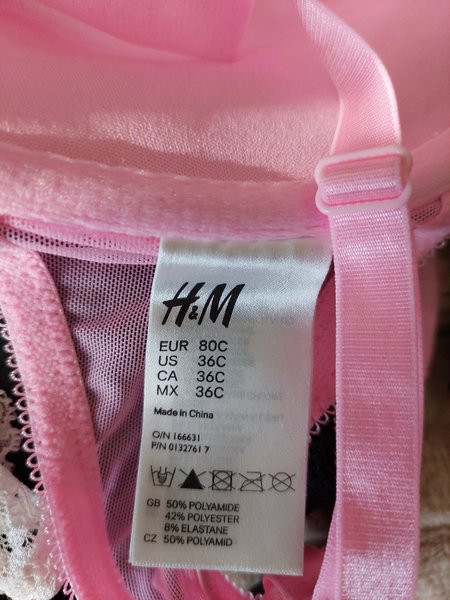 H&M
EUR 80C
US 36C
CA 36C
MX 36C
Made in China
O/N 166631
P/N 0132761 7
GB 50% POLYAMIDE
42% POLYESTER
8% ELASTANE
CZ 50% POLYAMID